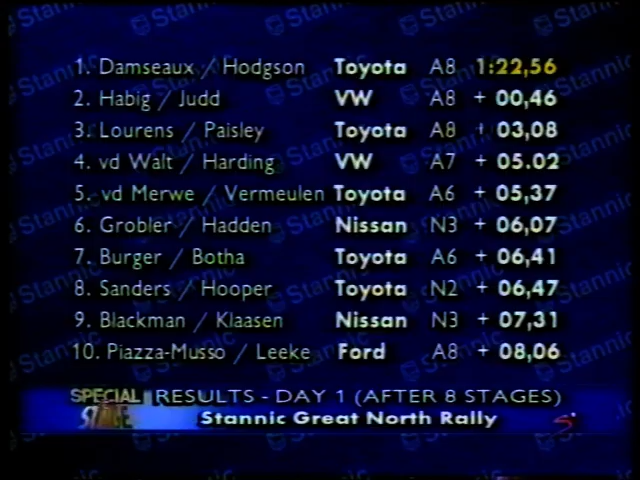 1. Damseaux / Hodgson Toyota A8 1:22,56
2. Habig / Judd VW A8 + 00,46
3. Lourens / Paisley Toyota A8 + 03,08
4. vd Walt / Harding VW A7 + 05.02
5. vd Merwe / Vermeulen Toyota A6 + 05,37
6. Grobler / Hadden Nissan N3 + 06,07
7. Burger / Botha Toyota A6 + 06,41
8. Sanders / Hooper Toyota N2 + 06,47
9. Blackman / Klaasen Nissan N3 + 07,31
10. Piazza-Musso / Leeke Ford A8 + 08,06
SPECIAL STAGE
RESULTS - DAY 1 (AFTER 8 STAGES)
Stannic Great North Rally
Stannic